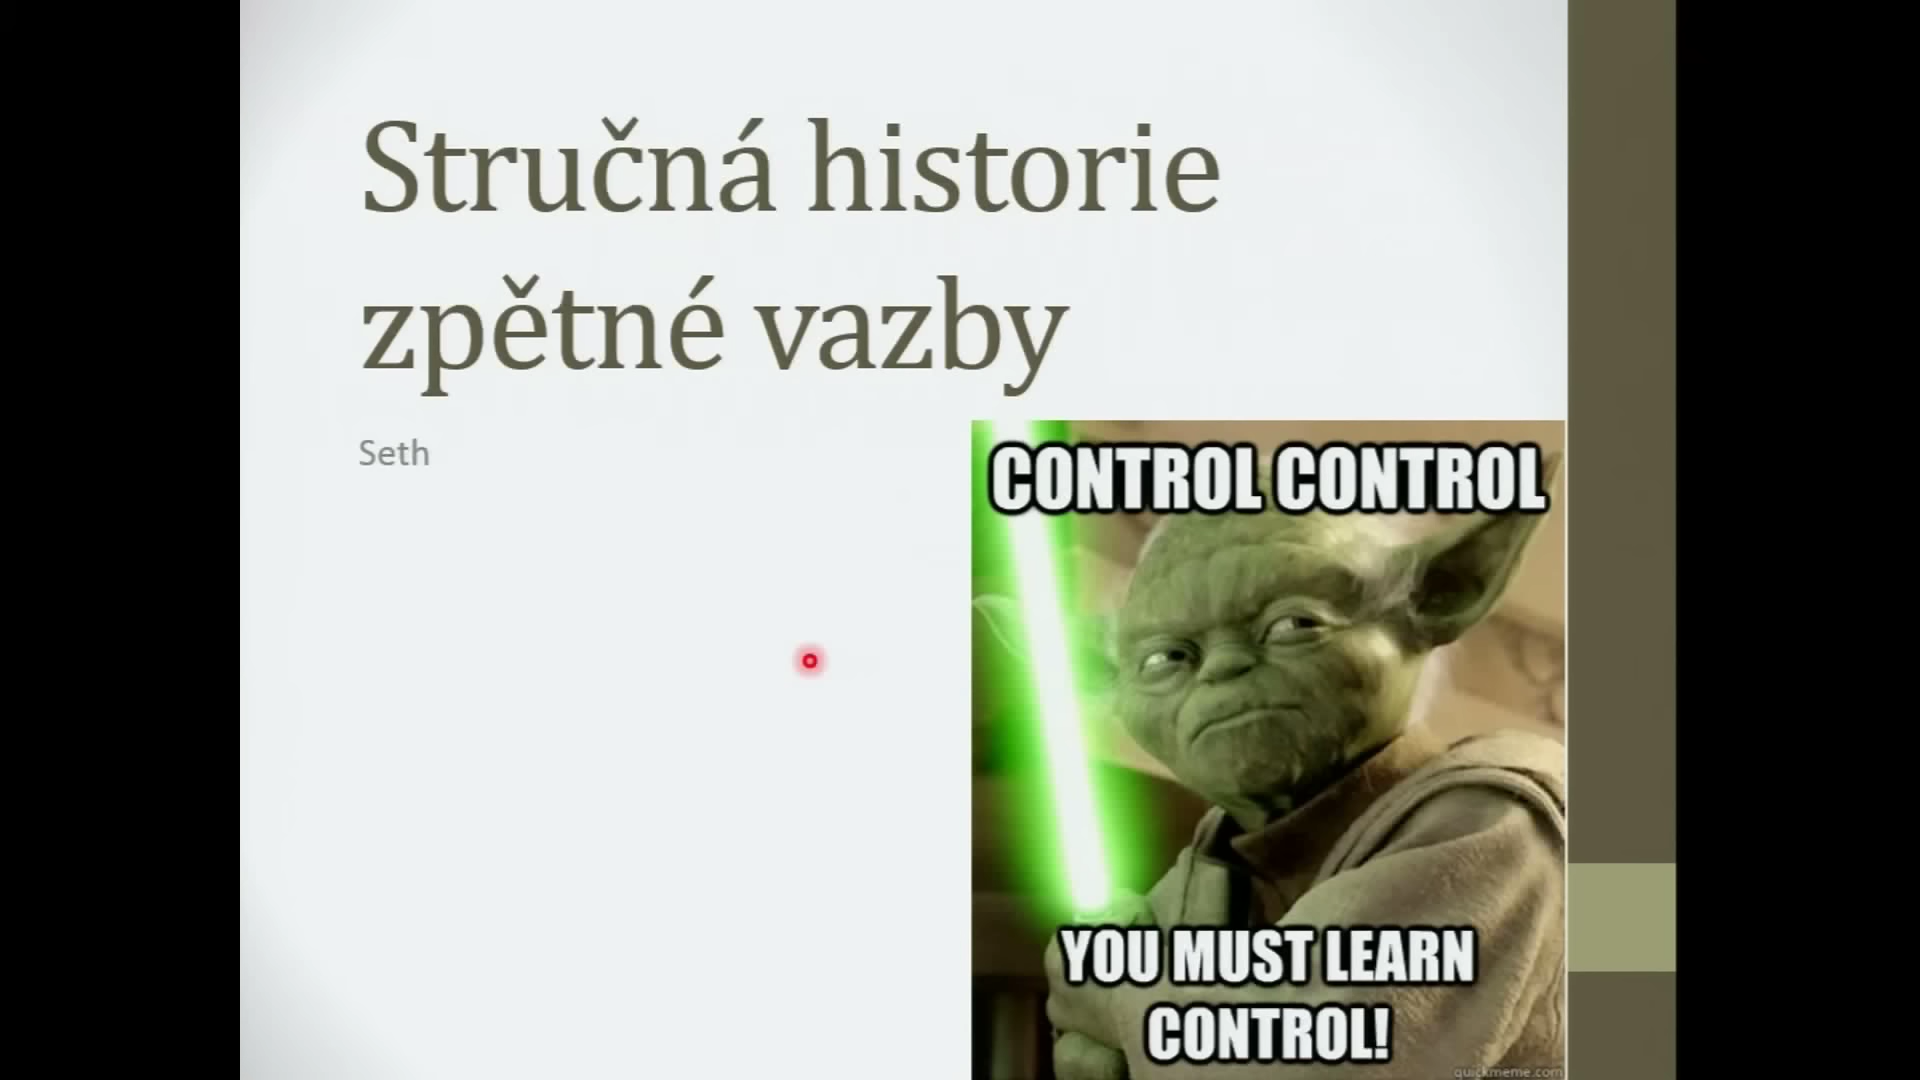 Stručná historie
zpětné vazby
Seth
CONTROL CONTROL
YOU MUST LEARN
CONTROL!
quickmeme.com